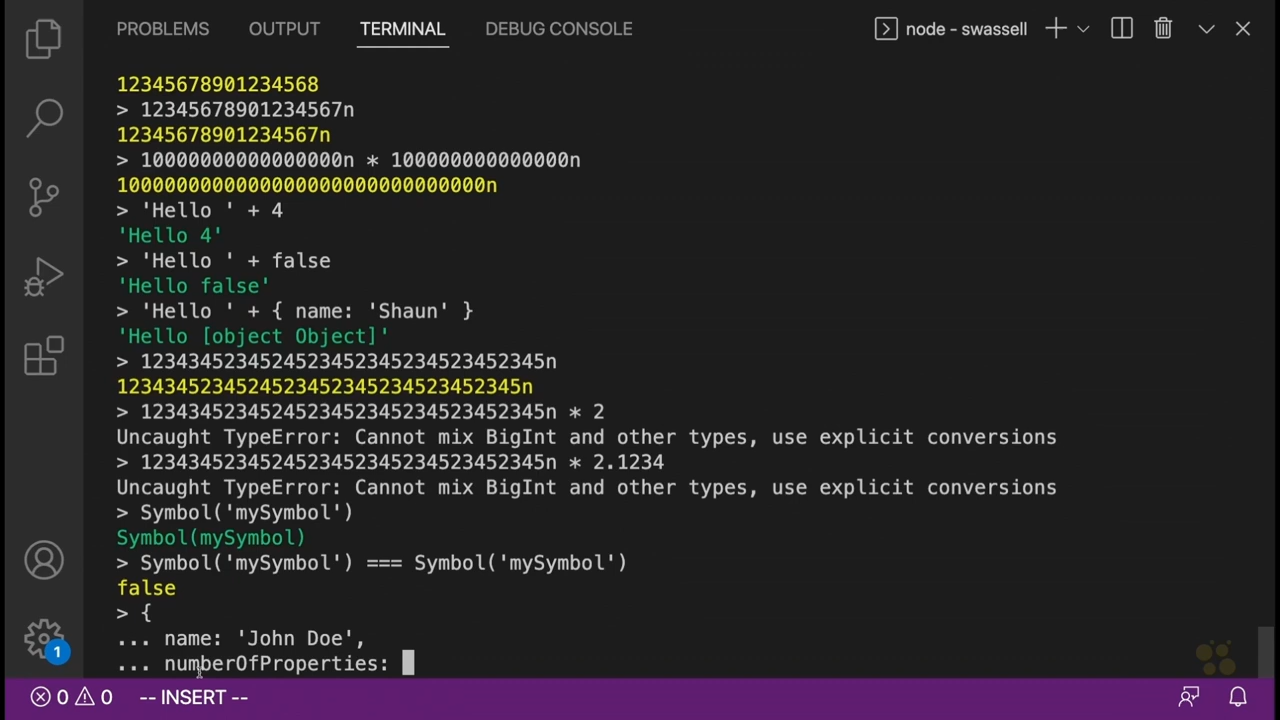 PROBLEMS OUTPUT TERMINAL DEBUG CONSOLE node - swassell
12345678901234568
> 12345678901234567n
12345678901234567n
> 10000000000000000n * 100000000000000n
1000000000000000000000000000000n
> 'Hello ' + 4
'Hello 4'
> 'Hello ' + false
'Hello false'
> 'Hello ' + { name: 'Shaun' }
'Hello [object Object]'
> 1234345234524523452345234523452345n
1234345234524523452345234523452345n
> 1234345234524523452345234523452345n * 2
Uncaught TypeError: Cannot mix BigInt and other types, use explicit conversions
> 1234345234524523452345234523452345n * 2.1234
Uncaught TypeError: Cannot mix BigInt and other types, use explicit conversions
> Symbol('mySymbol')
Symbol(mySymbol)
> Symbol('mySymbol') === Symbol('mySymbol')
false
> {
... name: 'John Doe',
... numberOfProperties:
1
0 0 -- INSERT --